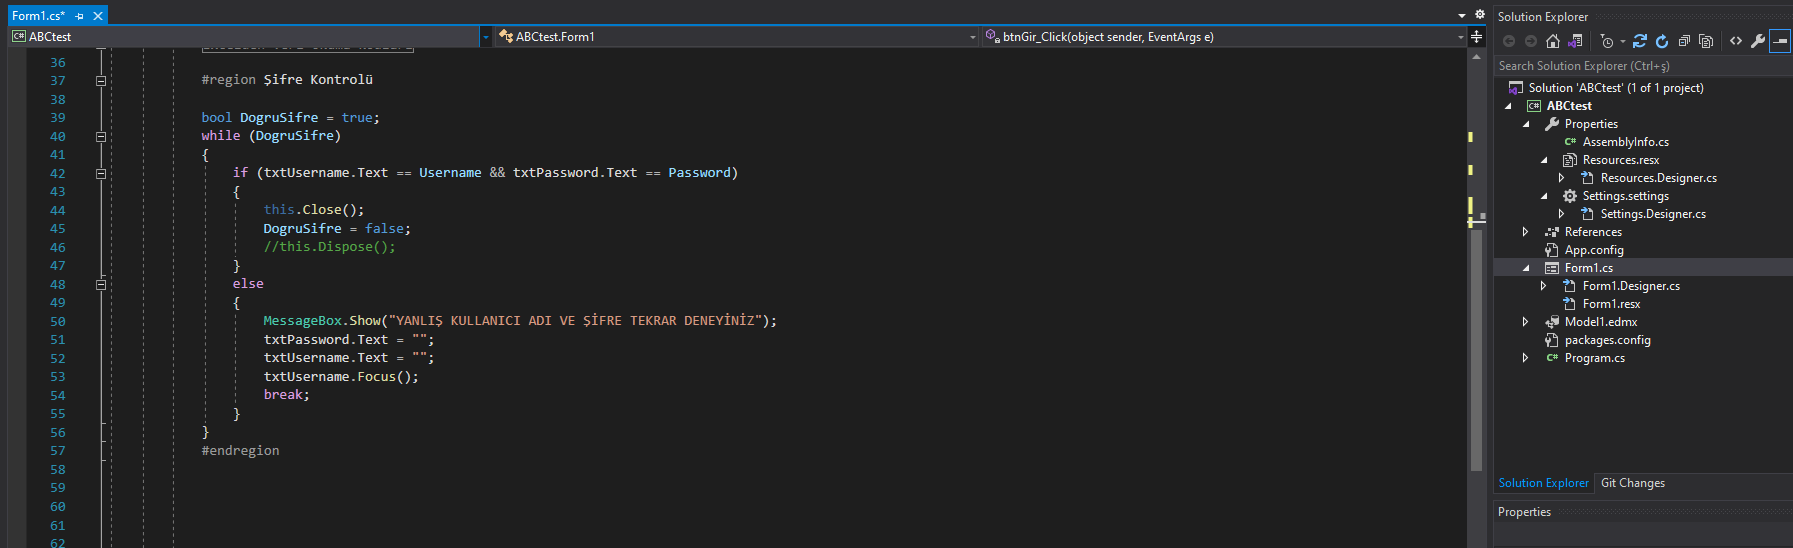 Form1.cs*
ABCtest
ABCtest.Form1
btnGir_Click(object sender, EventArgs e)
36
37 #region Şifre Kontrolü
38
39 bool DogruSifre = true;
40 while (DogruSifre)
41 {
42 if (txtUsername.Text == Username && txtPassword.Text == Password)
43 {
44 this.Close();
45 DogruSifre = false;
46 //this.Dispose();
47 }
48 else
49 {
50 MessageBox.Show("YANLIŞ KULLANICI ADI VE ŞİFRE TEKRAR DENEYİNİZ");
51 txtPassword.Text = "";
52 txtUsername.Text = "";
53 txtUsername.Focus();
54 break;
55 }
56 }
57 #endregion
58
59
60
61
62
Solution Explorer
Search Solution Explorer (Ctrl+ş)
Solution 'ABCtest' (1 of 1 project)
C# ABCtest
Properties
C# AssemblyInfo.cs
Resources.resx
Resources.Designer.cs
Settings.settings
Settings.Designer.cs
References
App.config
Form1.cs
Form1.Designer.cs
Form1.resx
Model1.edmx
packages.config
C# Program.cs
Solution Explorer
Git Changes
Properties